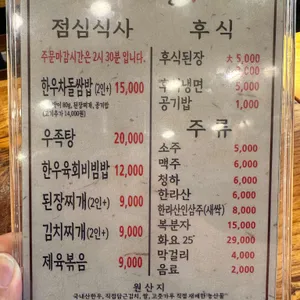 점심식사
주문마감시간은 2시 30분 입니다.
한우차돌쌈밥(2인+) 15,000
우족탕 20,000
한우육회비빔밥 12,000
된장찌개(2인+) 9,000
김치찌개(2인+) 9,000
제육볶음 9,000
후식
후식된장 大 5,000
냉면
공기밥 1,000
주류
소주 5,000
맥주 5,000
청하 6,000
한라산 6,000
한라산인삼주(새싹) 8,000
복분자 15,000
화요 25˚ 29,000
막걸리 4,000
음료 2,000
원산지